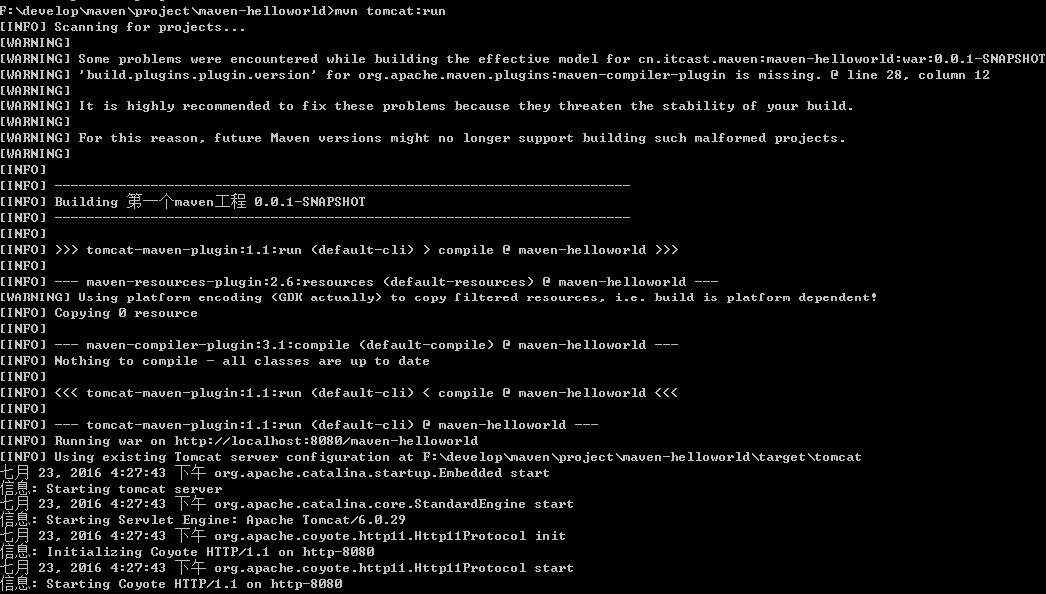 F:\develop\maven\project\maven-helloworld>mvn tomcat:run
[INFO] Scanning for projects...
[WARNING]
[WARNING] Some problems were encountered while building the effective model for cn.itcast.maven:maven-helloworld:war:0.0.1-SNAPSHOT
[WARNING] 'build.plugins.plugin.version' for org.apache.maven.plugins:maven-compiler-plugin is missing. @ line 28, column 12
[WARNING]
[WARNING] It is highly recommended to fix these problems because they threaten the stability of your build.
[WARNING]
[WARNING] For this reason, future Maven versions might no longer support building such malformed projects.
[WARNING]
[INFO]
[INFO] ------------------------------------------------------------------------
[INFO] Building 第一个maven工程 0.0.1-SNAPSHOT
[INFO] ------------------------------------------------------------------------
[INFO]
[INFO] >>> tomcat-maven-plugin:1.1:run (default-cli) > compile @ maven-helloworld >>>
[INFO]
[INFO] --- maven-resources-plugin:2.6:resources (default-resources) @ maven-helloworld ---
[WARNING] Using platform encoding (GDK actually) to copy filtered resources, i.e. build is platform dependent!
[INFO] Copying 0 resource
[INFO]
[INFO] --- maven-compiler-plugin:3.1:compile (default-compile) @ maven-helloworld ---
[INFO] Nothing to compile - all classes are up to date
[INFO]
[INFO] <<< tomcat-maven-plugin:1.1:run (default-cli) < compile @ maven-helloworld <<<
[INFO]
[INFO] --- tomcat-maven-plugin:1.1:run (default-cli) @ maven-helloworld ---
[INFO] Running war on http://localhost:8080/maven-helloworld
[INFO] Using existing Tomcat server configuration at F:\develop\maven\project\maven-helloworld\target\tomcat
七月 23, 2016 4:27:43 下午 org.apache.catalina.startup.Embedded start
信息: Starting tomcat server
七月 23, 2016 4:27:43 下午 org.apache.catalina.core.StandardEngine start
信息: Starting Servlet Engine: Apache Tomcat/6.0.29
七月 23, 2016 4:27:43 下午 org.apache.coyote.http11.Http11Protocol init
信息: Initializing Coyote HTTP/1.1 on http-8080
七月 23, 2016 4:27:43 下午 org.apache.coyote.http11.Http11Protocol start
信息: Starting Coyote HTTP/1.1 on http-8080